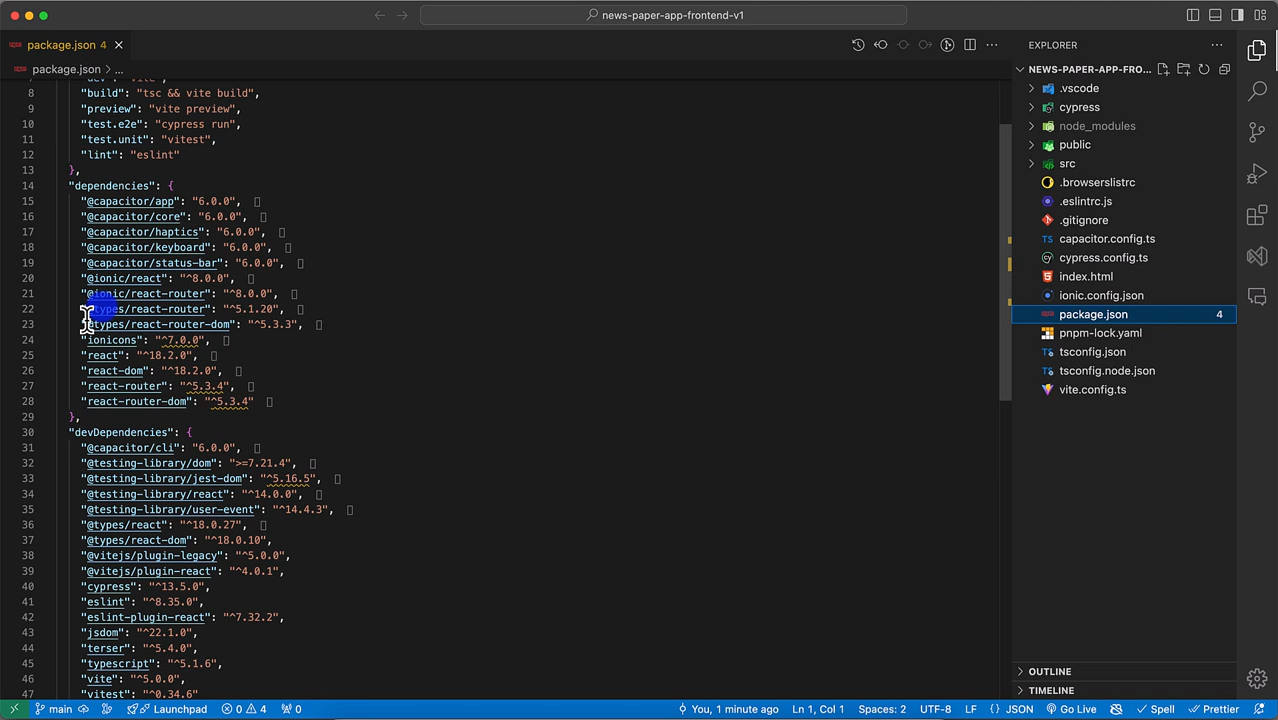 news-paper-app-frontend-v1
package.json 4
EXPLORER
package.json > ...
NEWS-PAPER-APP-FRO...
"dev": "vite",
8 "build": "tsc && vite build",
9 "preview": "vite preview",
10 "test.e2e": "cypress run",
11 "test.unit": "vitest",
12 "lint": "eslint"
13 },
14 "dependencies": {
15 "@capacitor/app": "6.0.0",
16 "@capacitor/core": "6.0.0",
17 "@capacitor/haptics": "6.0.0",
18 "@capacitor/keyboard": "6.0.0",
19 "@capacitor/status-bar": "6.0.0",
20 "@ionic/react": "^8.0.0",
21 "@ionic/react-router": "^8.0.0",
22 "@types/react-router": "^5.1.20",
23 "@types/react-router-dom": "^5.3.3",
24 "ionicons": "^7.0.0",
25 "react": "^18.2.0",
26 "react-dom": "^18.2.0",
27 "react-router": "^5.3.4",
28 "react-router-dom": "^5.3.4"
29 },
30 "devDependencies": {
31 "@capacitor/cli": "6.0.0",
32 "@testing-library/dom": ">=7.21.4",
33 "@testing-library/jest-dom": "^5.16.5",
34 "@testing-library/react": "^14.0.0",
35 "@testing-library/user-event": "^14.4.3",
36 "@types/react": "^18.0.27",
37 "@types/react-dom": "^18.0.10",
38 "@vitejs/plugin-legacy": "^5.0.0",
39 "@vitejs/plugin-react": "^4.0.1",
40 "cypress": "^13.5.0",
41 "eslint": "^8.35.0",
42 "eslint-plugin-react": "^7.32.2",
43 "jsdom": "^22.1.0",
44 "terser": "^5.4.0",
45 "typescript": "^5.1.6",
46 "vite": "^5.0.0",
47 "vitest": "^0.34.6"
.vscode
cypress
node_modules
public
src
.browserslistrc
.eslintrc.js
.gitignore
capacitor.config.ts
cypress.config.ts
index.html
ionic.config.json
package.json 4
pnpm-lock.yaml
tsconfig.json
tsconfig.node.json
vite.config.ts
OUTLINE
TIMELINE
main Launchpad 0 4 0 You, 1 minute ago Ln 1, Col 1 Spaces: 2 UTF-8 LF {} JSON Go Live Spell Prettier